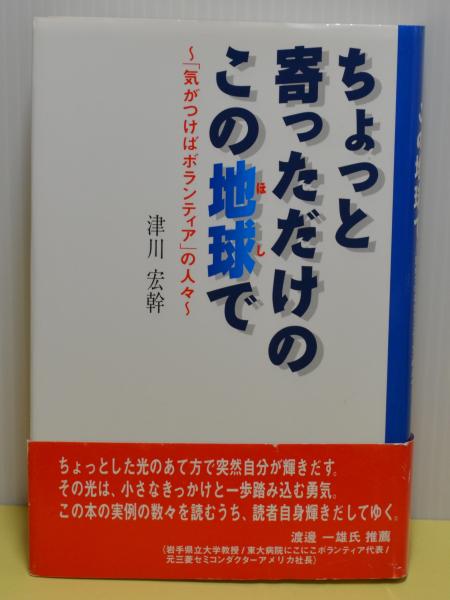 ちょっと
寄っただけの
この地球で
ほし
～「気がつけばボランティア」の人々～
津川 宏幹
ちょっとした光のあて方で突然自分が輝きだす。
その光は、小さなきっかけと一歩踏み込む勇気。
この本の実例の数々を読むうち、読者自身輝きだしてゆく。
渡邊 一雄氏 推薦
(岩手県立大学教授/東大病院にこにこボランティア代表/
元三菱セミコンダクターアメリカ社長)